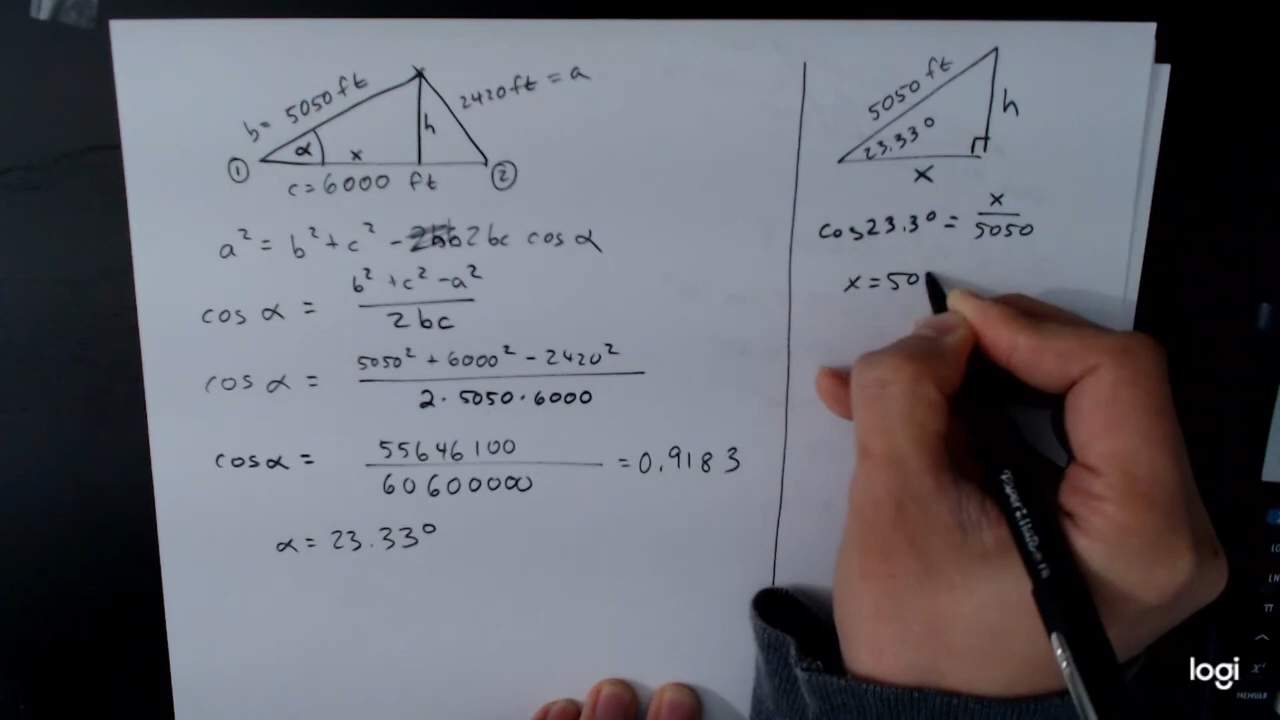 b = 5050 ft
2420 ft = a
h
α
x
①
②
c = 6000 ft
a² = b² + c² - 2bc cos α
cos α = b² + c² - a² / 2bc
cos α = 5050² + 6000² - 2420² / 2 · 5050 · 6000
cos α = 55646100 / 60600000 = 0.9183
α = 23.33°
5050 ft
h
23.33°
x
cos 23.3° = x / 5050
x = 50
logi
π